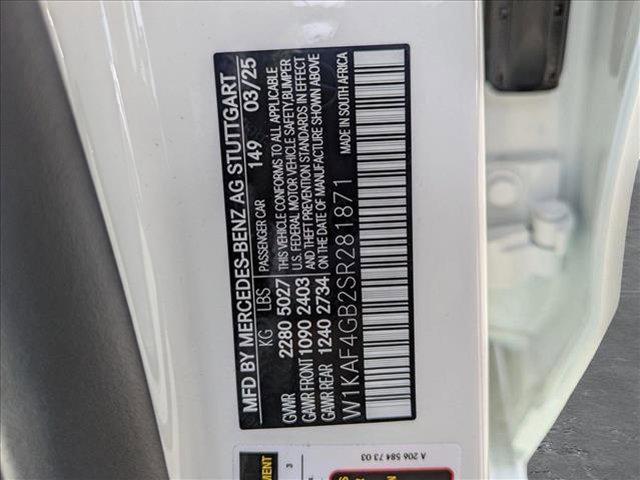 MFD BY MERCEDES-BENZ AG STUTTGART
KG LBS PASSENGER CAR 149 03/25
GVWR 2280 5027 THIS VEHICLE CONFORMS TO ALL APPLICABLE
GAWR FRONT 1090 2403 U.S. FEDERAL MOTOR VEHICLE SAFETY,BUMPER
GAWR REAR 1240 2734 AND THEFT PREVENTION STANDARDS IN EFFECT
ON THE DATE OF MANUFACTURE SHOWN ABOVE
W1KAF4GB2SR281871 MADE IN SOUTH AFRICA
A 206 584 73 03
3